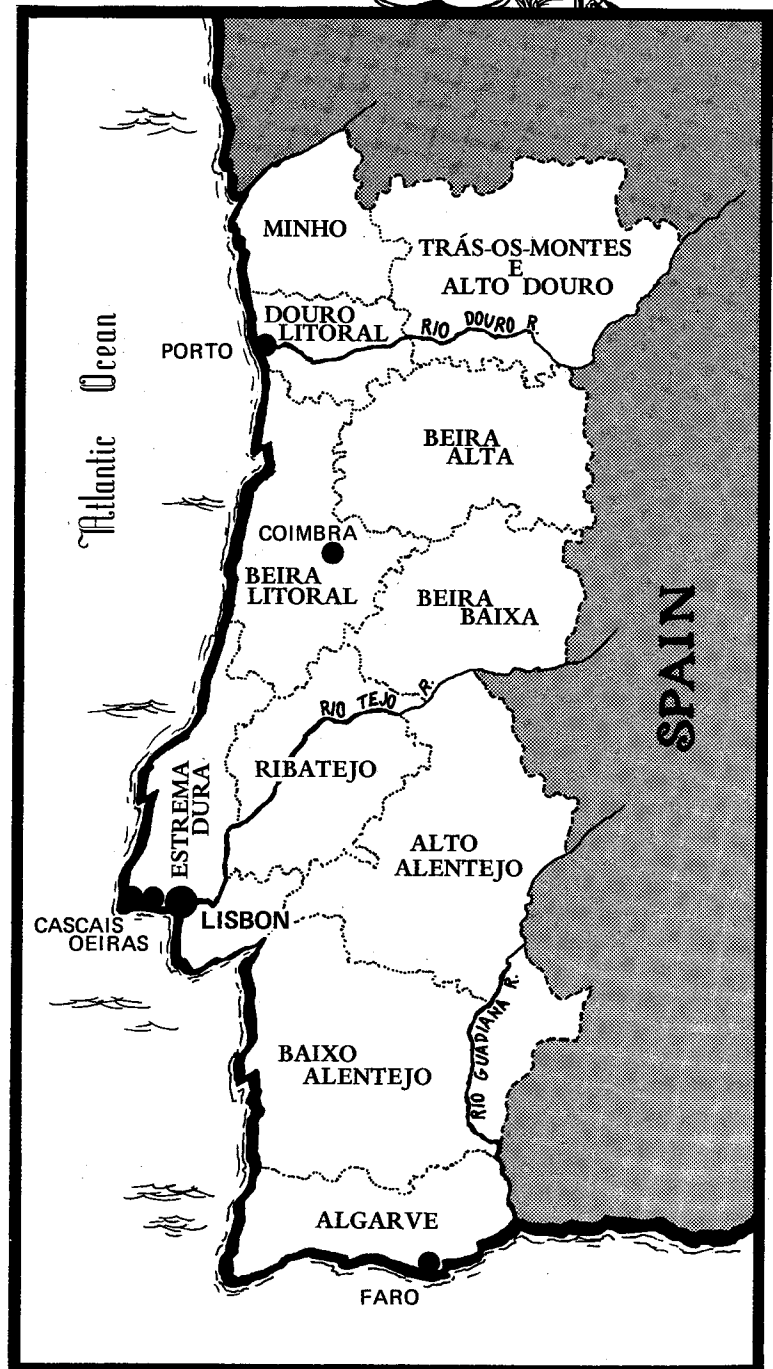 MINHO
TRÁS-OS-MONTES
E
ALTO DOURO
DOURO
LITORAL
RIO DOURO R.
PORTO
Atlantic Ocean
BEIRA
ALTA
COIMBRA
BEIRA
LITORAL
BEIRA
BAIXA
SPAIN
RIO TEJO R.
RIBATEJO
ESTREMA
DURA
ALTO
ALENTEJO
CASCAIS
OEIRAS
LISBON
RIO GUADIANA R.
BAIXO
ALENTEJO
ALGARVE
FARO